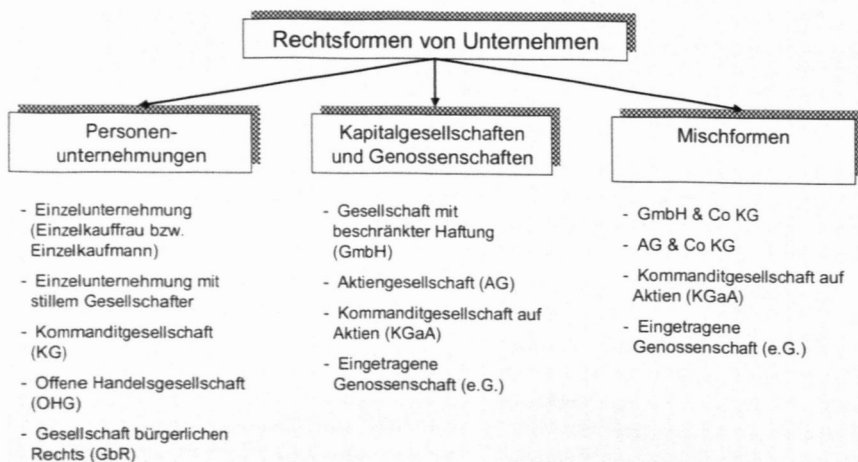 Rechtsformen von Unternehmen
Personen-
unternehmungen
- Einzelunternehmung
(Einzelkauffrau bzw.
Einzelkaufmann)
- Einzelunternehmung mit
stillem Gesellschafter
- Kommanditgesellschaft
(KG)
- Offene Handelsgesellschaft
(OHG)
- Gesellschaft bürgerlichen
Rechts (GbR)
Kapitalgesellschaften
und Genossenschaften
- Gesellschaft mit
beschränkter Haftung
(GmbH)
- Aktiengesellschaft (AG)
- Kommanditgesellschaft auf
Aktien (KGaA)
- Eingetragene
Genossenschaft (e.G.)
Mischformen
- GmbH & Co KG
- AG & Co KG
- Kommanditgesellschaft auf
Aktien (KGaA)
- Eingetragene
Genossenschaft (e.G.)